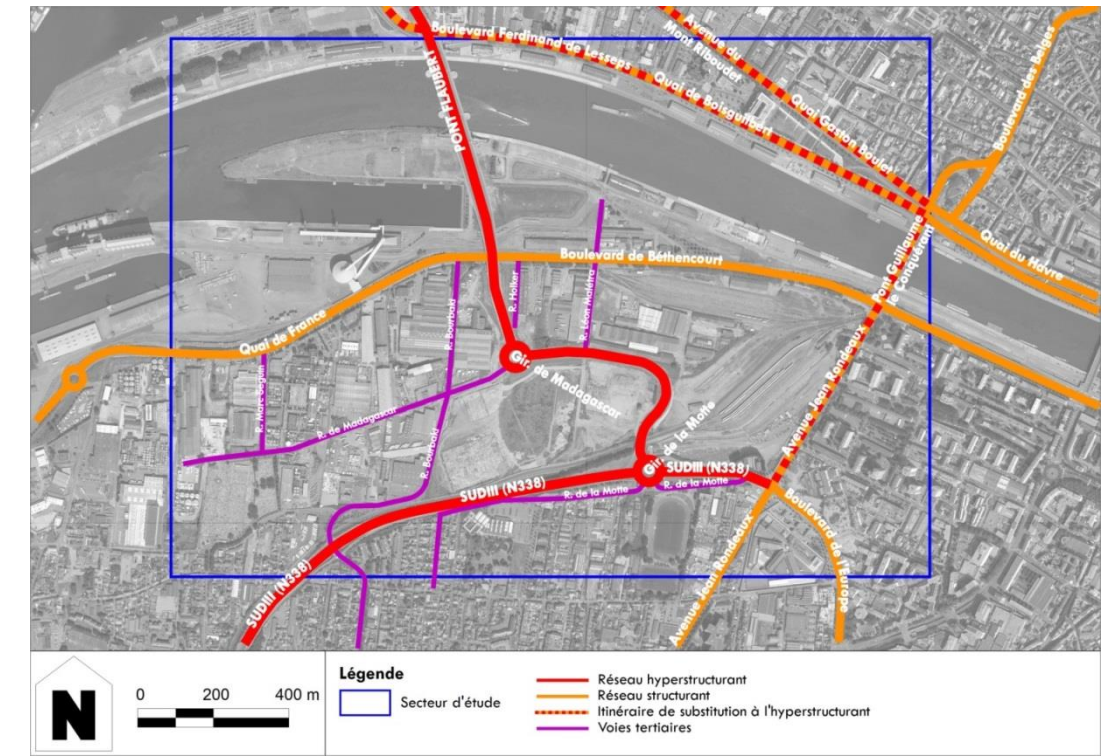 Boulevard Ferdinand de Lesseps
Avenue du
Mont Riboudet
Boulevard des Belges
PONT FLAUBERT
Quai de Boisguilbert
Quai Gaston Boulet
Quai du Havre
Pont Guillaume
le Conquérant
Boulevard de Béthencourt
Quai de France
R. Bourbaki
R. Holker
R. Léon Malétra
Gir. de Madagascar
Avenue Jean Rondeaux
R. Marc Seguin
R. de Madagascar
R. Bourbaki
Gir. de la Motte
SUDIII (N338)
SUDIII (N338)
R. de la Motte
R. de la Motte
Boulevard de l'Europe
SUDIII (N338)
Avenue Jean Rondeaux
N
0 200 400 m
Légende
Secteur d'étude
Réseau hyperstructurant
Réseau structurant
Itinéraire de substitution à l'hyperstructurant
Voies tertiaires